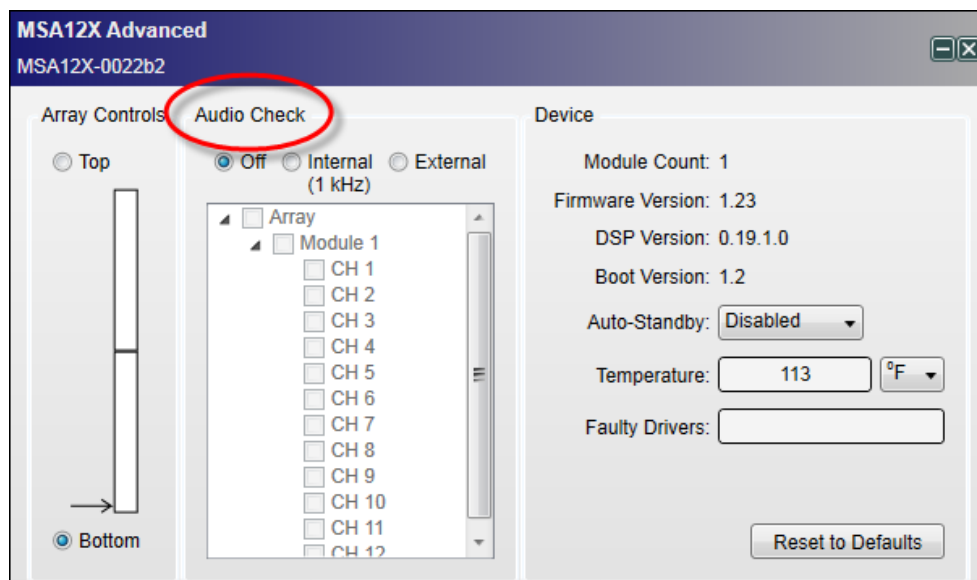 MSA12X Advanced
MSA12X-0022b2
Array Controls
Top
Bottom
Audio Check
Off Internal External
(1 kHz)
Array
Module 1
CH 1
CH 2
CH 3
CH 4
CH 5
CH 6
CH 7
CH 8
CH 9
CH 10
CH 11
CH 12
Device
Module Count: 1
Firmware Version: 1.23
DSP Version: 0.19.1.0
Boot Version: 1.2
Auto-Standby: Disabled
Temperature: 113 °F
Faulty Drivers:
Reset to Defaults